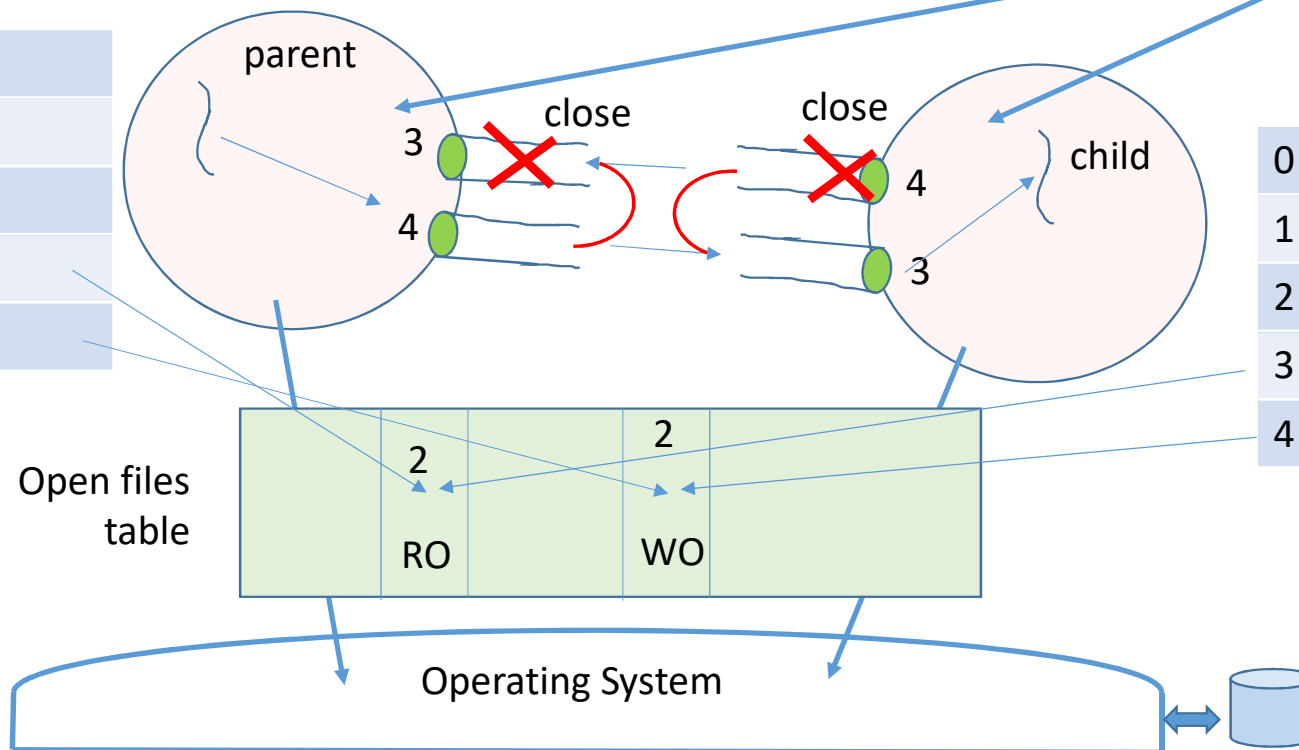 parent
close
close
3
4
child
4
3
0
1
2
3
4
2
2
Open files
table
RO
WO
Operating System